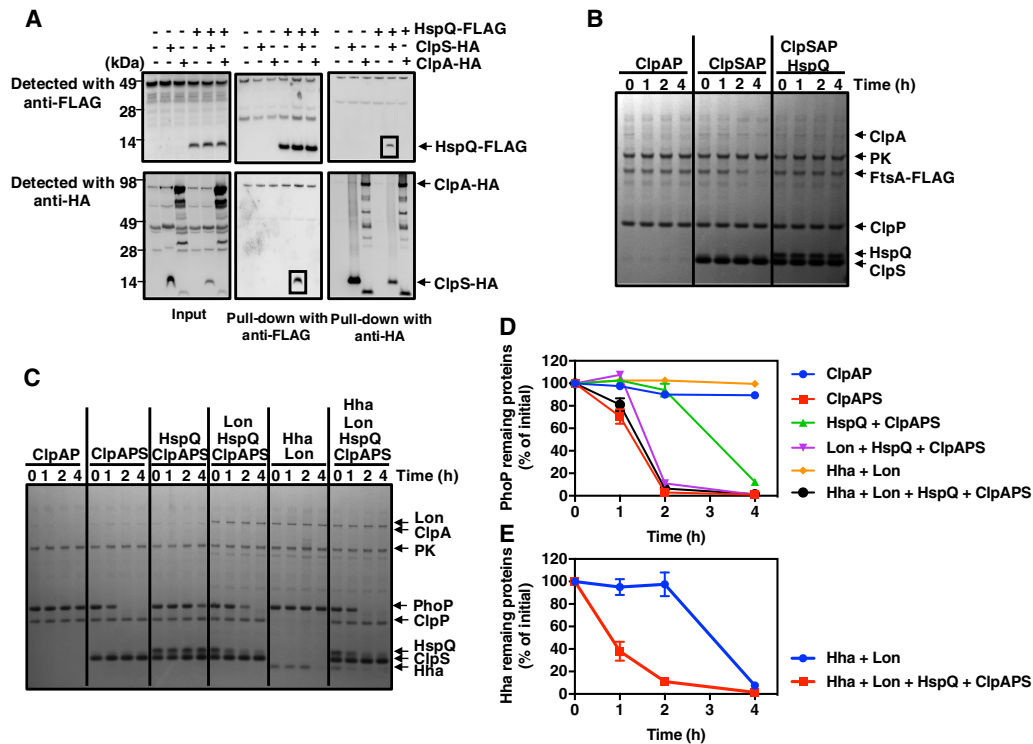 A
- - - - + + + - - - + + + - - - + + + HspQ-FLAG
ClpS-HA
(kDa)
ClpA-HA
Detected with
anti-FLAG
49
28
14
HspQ-FLAG
Detected with
anti-HA
98
49
28
14
ClpA-HA
ClpS-HA
Input
Pull-down with
anti-FLAG
Pull-down with
anti-HA
B
ClpAP
ClpSAP
ClpSAP
HspQ
0 1 2 4 0 1 2 4 0 1 2 4 Time (h)
ClpA
PK
FtsA-FLAG
ClpP
HspQ
ClpS
C
ClpAP
ClpAPS
HspQ
ClpAPS
Lon
HspQ
ClpAPS
Hha
Lon
Hha
Lon
HspQ
ClpAPS
0 1 2 4 0 1 2 4 0 1 2 4 0 1 2 4 0 1 2 4 0 1 2 4 Time (h)
Lon
ClpA
PK
PhoP
ClpP
HspQ
ClpS
Hha
D
PhoP remaining proteins
(% of initial)
120
100
80
60
40
20
0
0 1 2 3 4
Time (h)
ClpAP
ClpAPS
HspQ + ClpAPS
Lon + HspQ + ClpAPS
Hha + Lon
Hha + Lon + HspQ + ClpAPS
E
Hha remaing proteins
(% of initial)
120
100
80
60
40
20
0
0 1 2 3 4
Time (h)
Hha + Lon
Hha + Lon + HspQ + ClpAPS